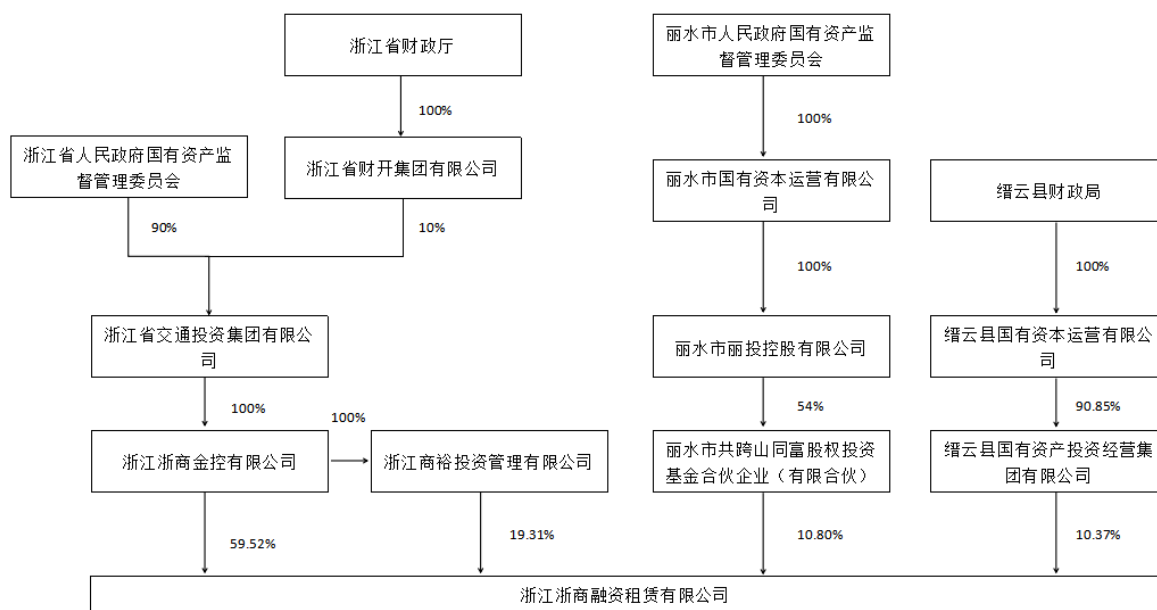 浙江省财政厅
丽水市人民政府国有资产监
督管理委员会
100%
100%
浙江省人民政府国有资产监
督管理委员会
浙江省财开集团有限公司
丽水市国有资本运营有限公
司
缙云县财政局
90%
10%
100%
100%
浙江省交通投资集团有限公
司
丽水市丽投控股有限公司
缙云县国有资本运营有限公
司
100%
100%
54%
90.85%
浙江浙商金控有限公司
浙江商裕投资管理有限公司
丽水市共跨山同富股权投资
基金合伙企业（有限合伙）
缙云县国有资产投资经营集
团有限公司
59.52%
19.31%
10.80%
10.37%
浙江浙商融资租赁有限公司